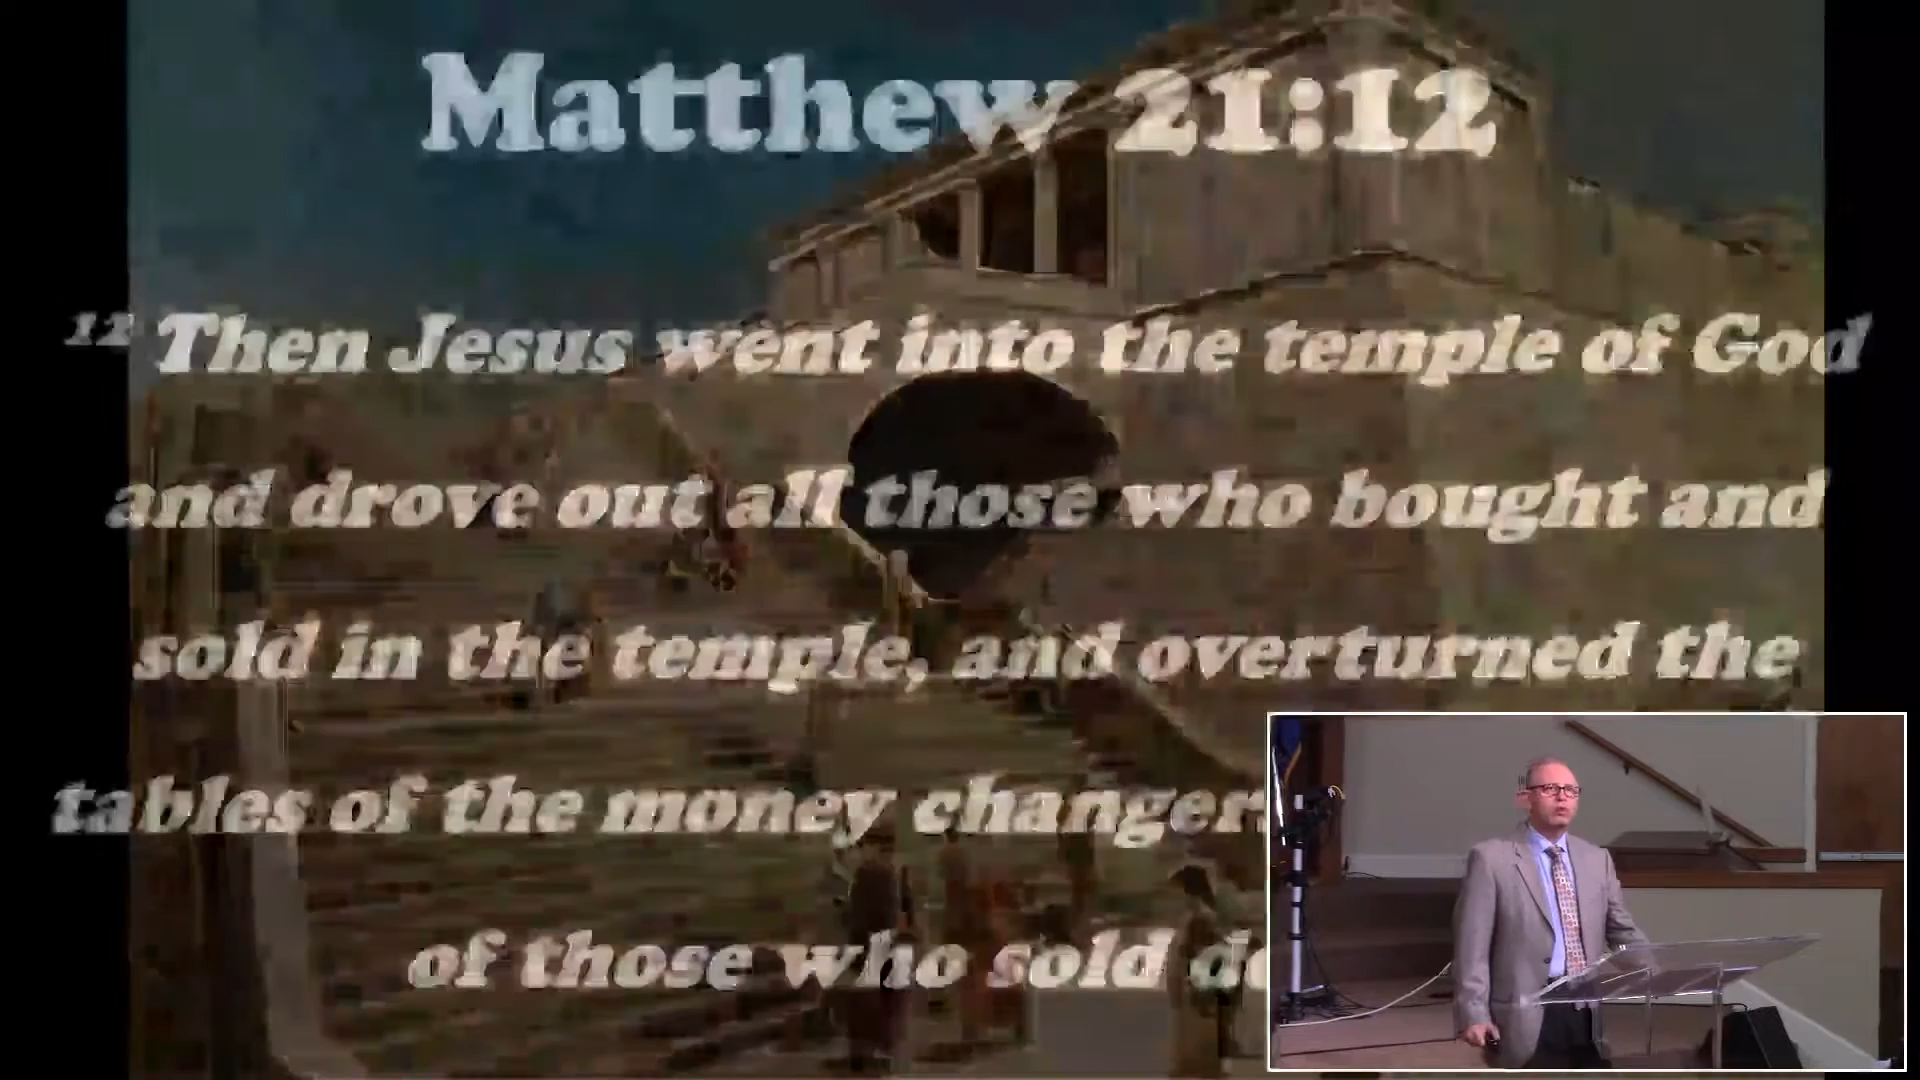 Matthew 21:12
12 Then Jesus went into the temple of God
and drove out all those who bought and
sold in the temple, and overturned the
tables of the money changers
of those who sold